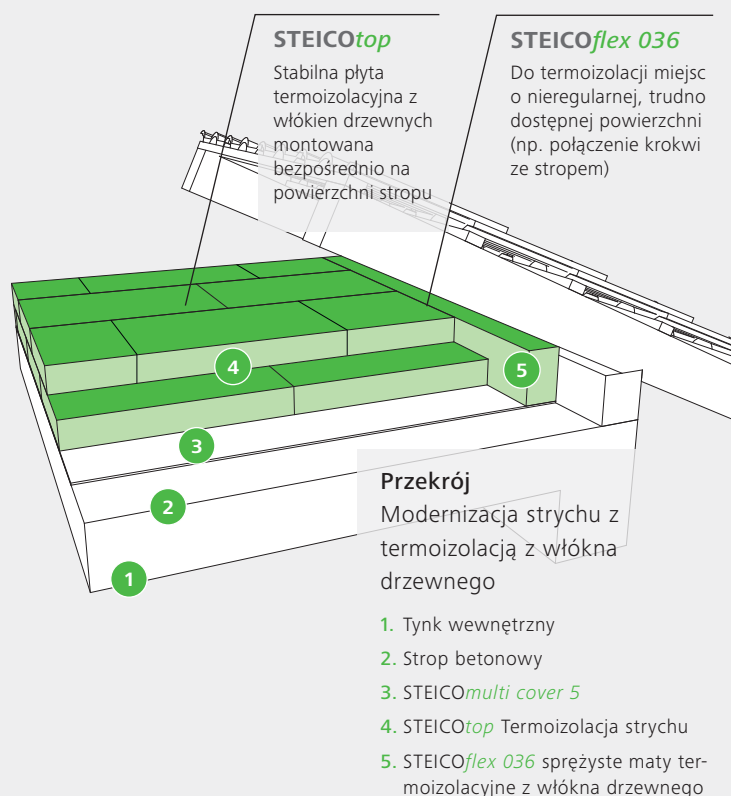 STEICOtop
Stabilna płyta
termoizolacyjna z
włókien drzewnych
montowana
bezpośrednio na
powierzchni stropu
STEICOflex 036
Do termoizolacji miejsc
o nieregularnej, trudno
dostępnej powierzchni
(np. połączenie krokwi
ze stropem)
4
5
3
2
1
Przekrój
Modernizacja strychu z
termoizolacją z włókna
drzewnego
1. Tynk wewnętrzny
2. Strop betonowy
3. STEICOmulti cover 5
4. STEICOtop Termoizolacja strychu
5. STEICOflex 036 sprężyste maty ter-
moizolacyjne z włókna drzewnego